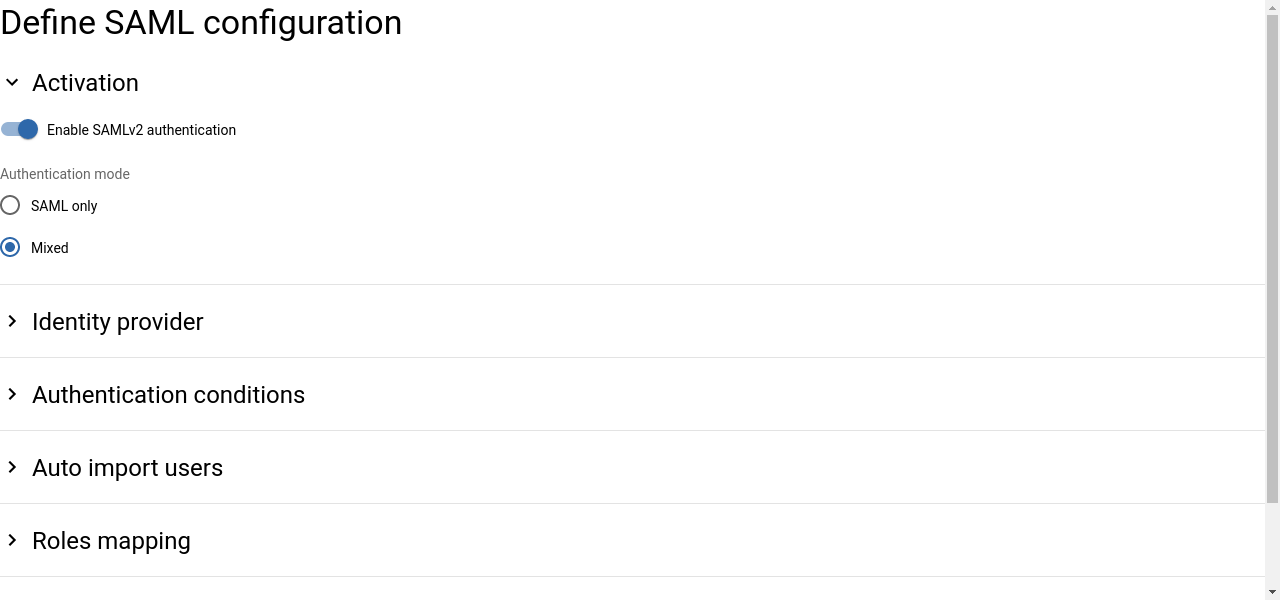 Define SAML configuration
Activation
Enable SAMLv2 authentication
Authentication mode
SAML only
Mixed
Identity provider
Authentication conditions
Auto import users
Roles mapping